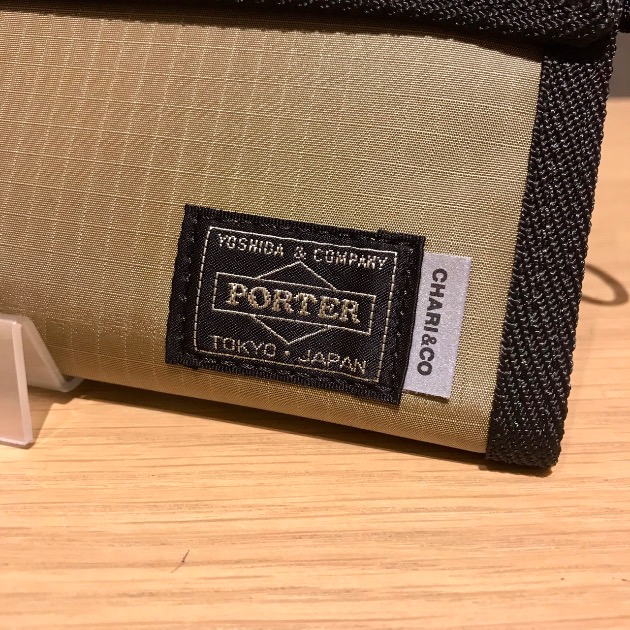 YOSHIDA & COMPANY
PORTER
TOKYO・JAPAN
CHARI&CO